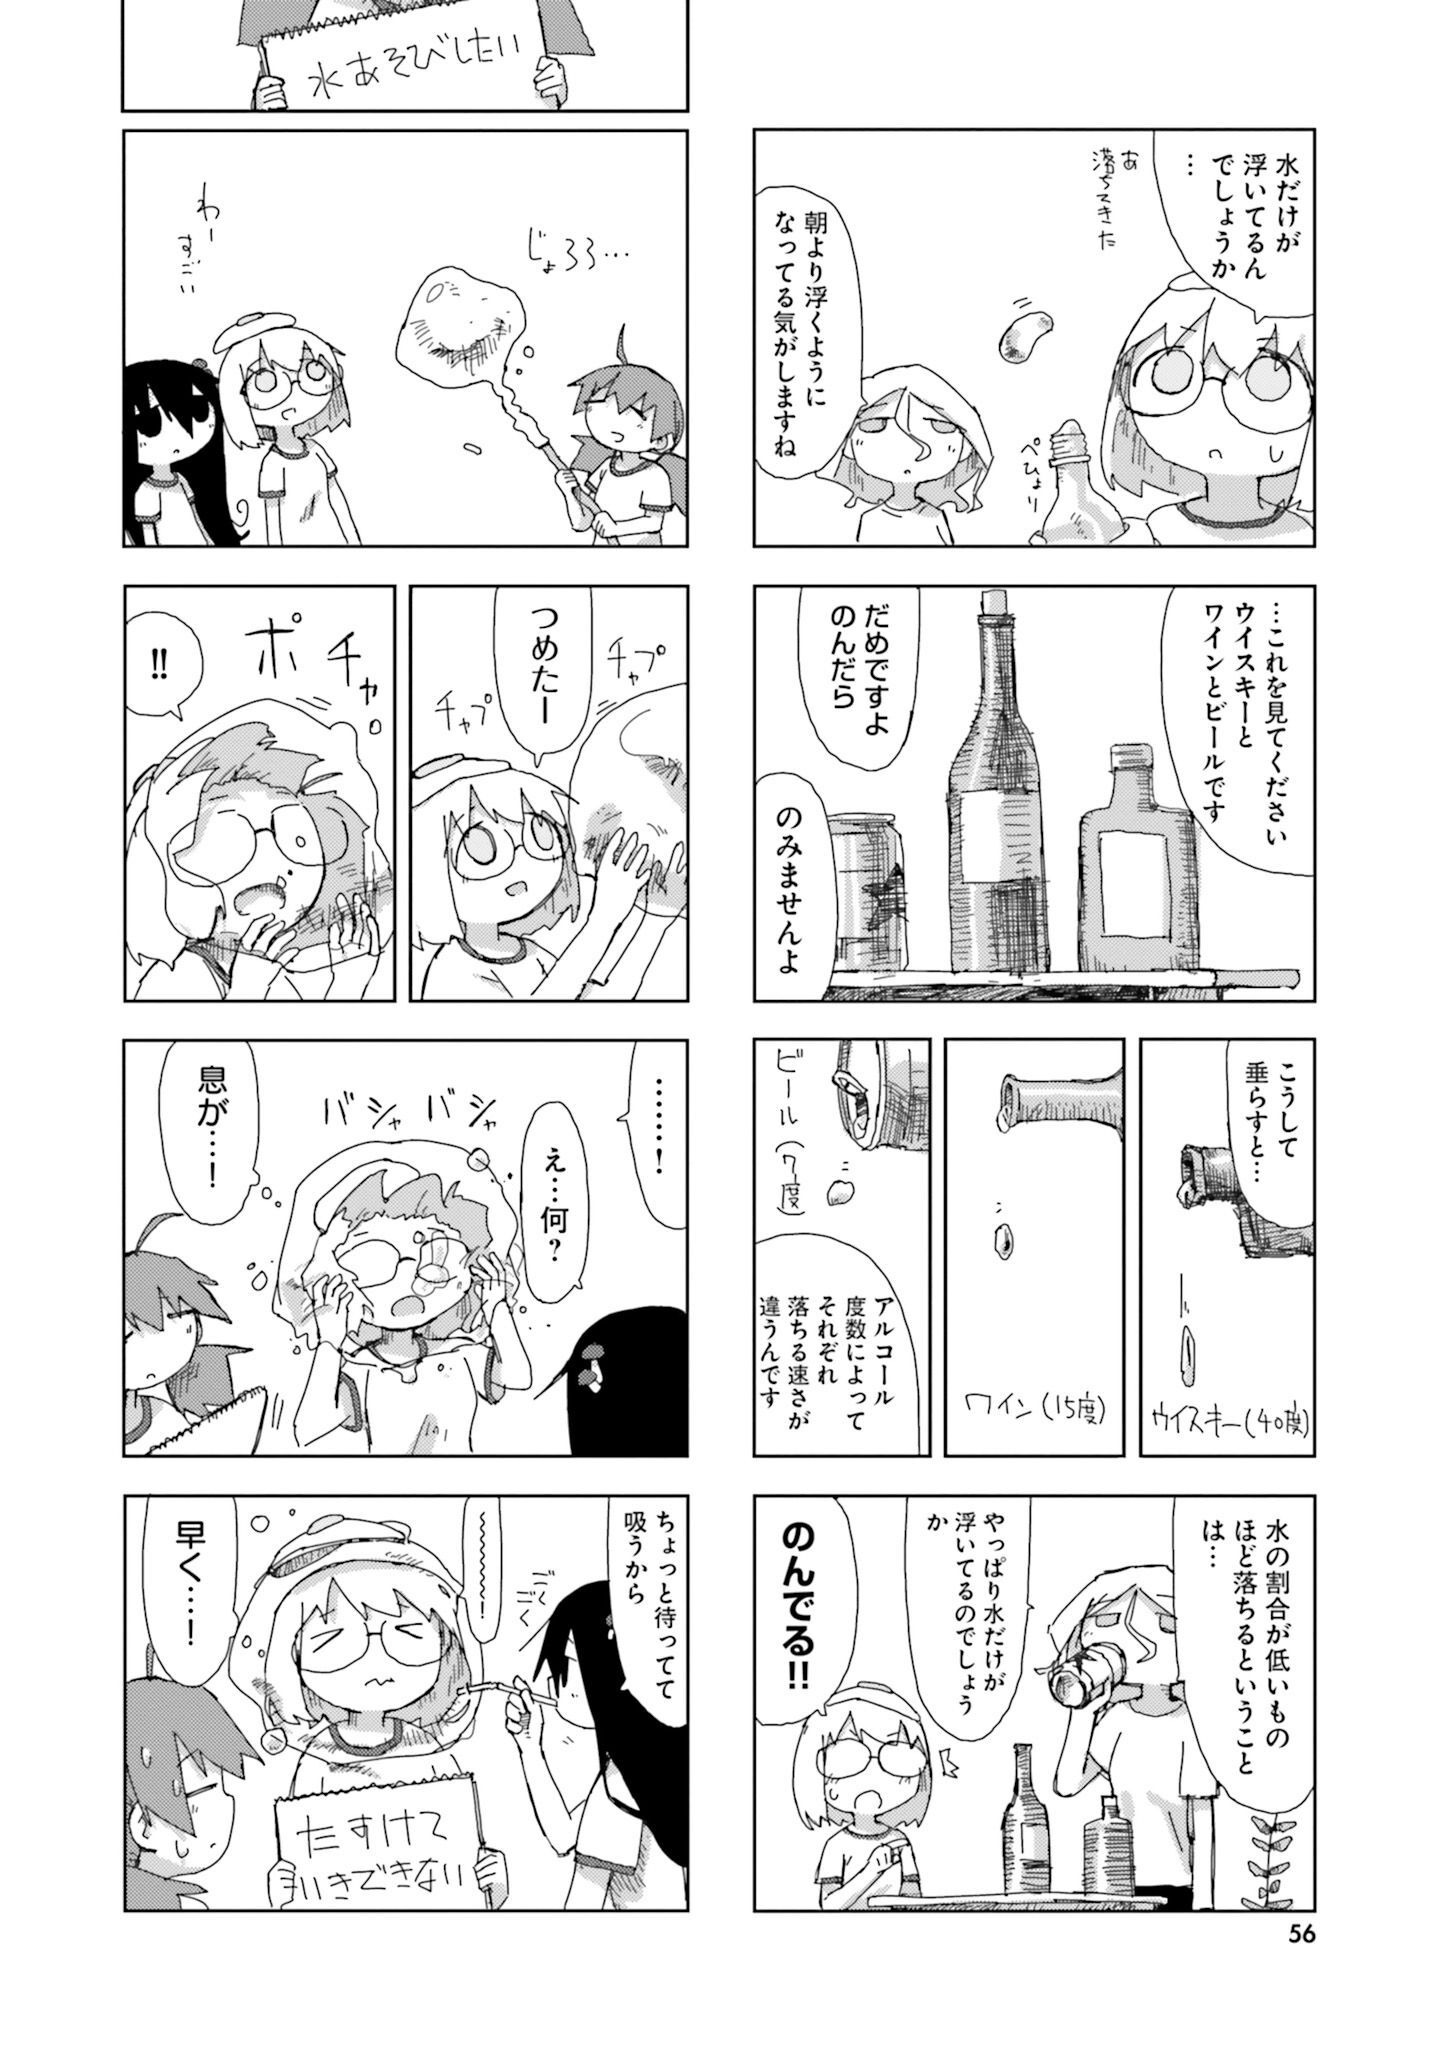 水だけが
浮いてるん
でしょうか
…
あ
落ちてきた
ぺひょリ
朝より浮くように
なってる気がしますね
…これを見てください
ウイスキーと
ワインとビールです
だめですよ
のんだら
のみませんよ
こうして
垂らすと…
ウイスキー(40度)
ワイン(15度)
ビール(7度)
アルコール
度数によって
それぞれ
落ちる速さが
違うんです
水の割合が低いもの
ほど落ちるということ
は…
やっぱり水だけが
浮いてるのでしょう
か
のんでる!!
水あそびしたい
じょろろ…
わー
すごい
つめたー
チャプ
チャプ
ポチャ
!!
……!
え…何?
バシャバシャ
息が…!
ちょっと待ってて
吸うから
ごくごく
〜〜〜〜!
早く…!
たすけて
いきできない
56